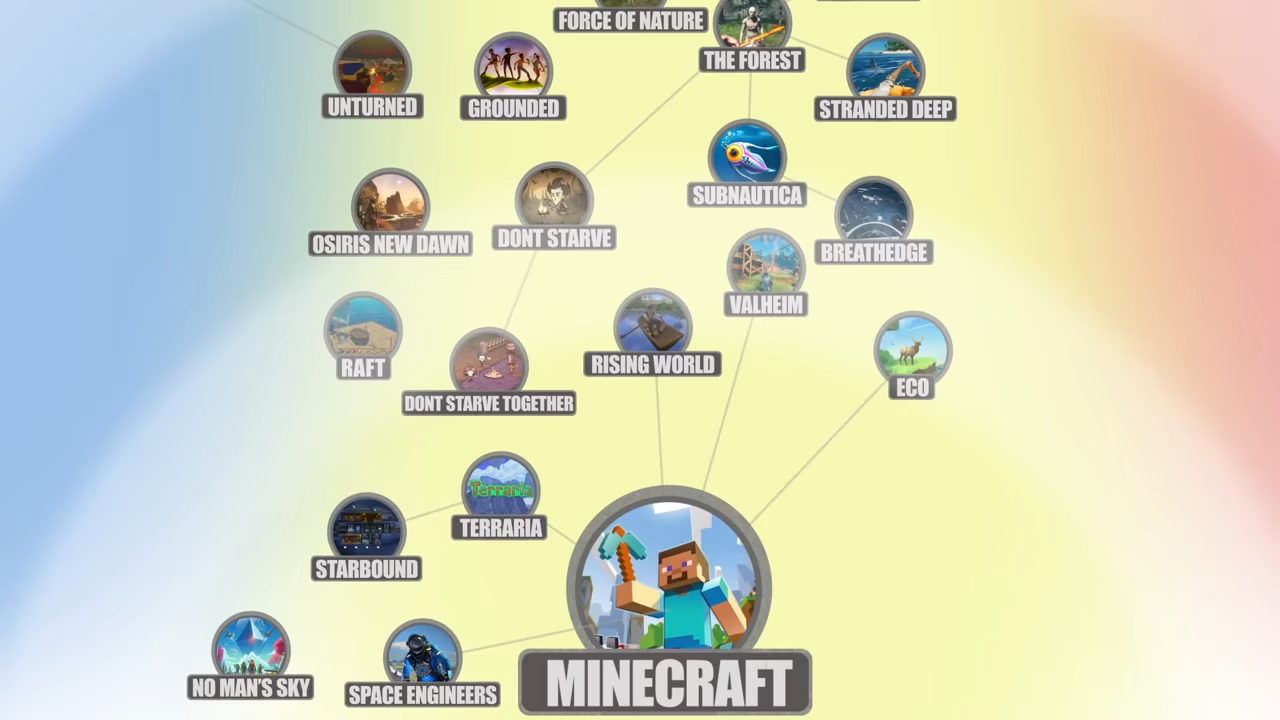 FORCE OF NATURE
THE FOREST
UNTURNED
GROUNDED
STRANDED DEEP
SUBNAUTICA
OSIRIS NEW DAWN
DONT STARVE
BREATHEDGE
VALHEIM
RAFT
RISING WORLD
ECO
DONT STARVE TOGETHER
Terraria
TERRARIA
STARBOUND
NO MAN'S SKY
SPACE ENGINEERS
MINECRAFT